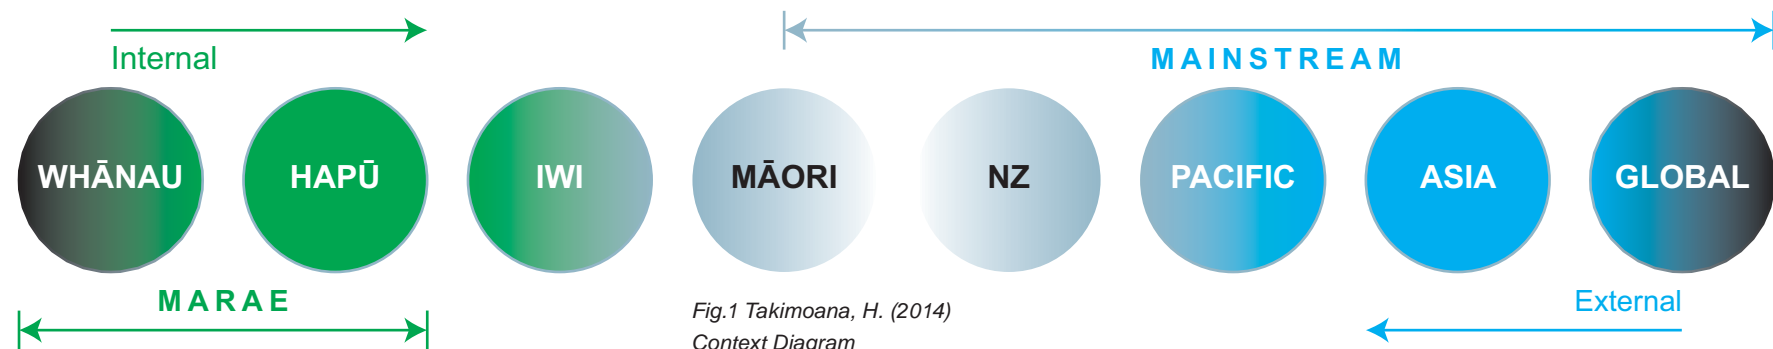 Internal
MAINSTREAM
WHĀNAU
HAPŪ
IWI
MĀORI
NZ
PACIFIC
ASIA
GLOBAL
MARAE
External
Fig.1 Takimoana, H. (2014)
Context Diagram